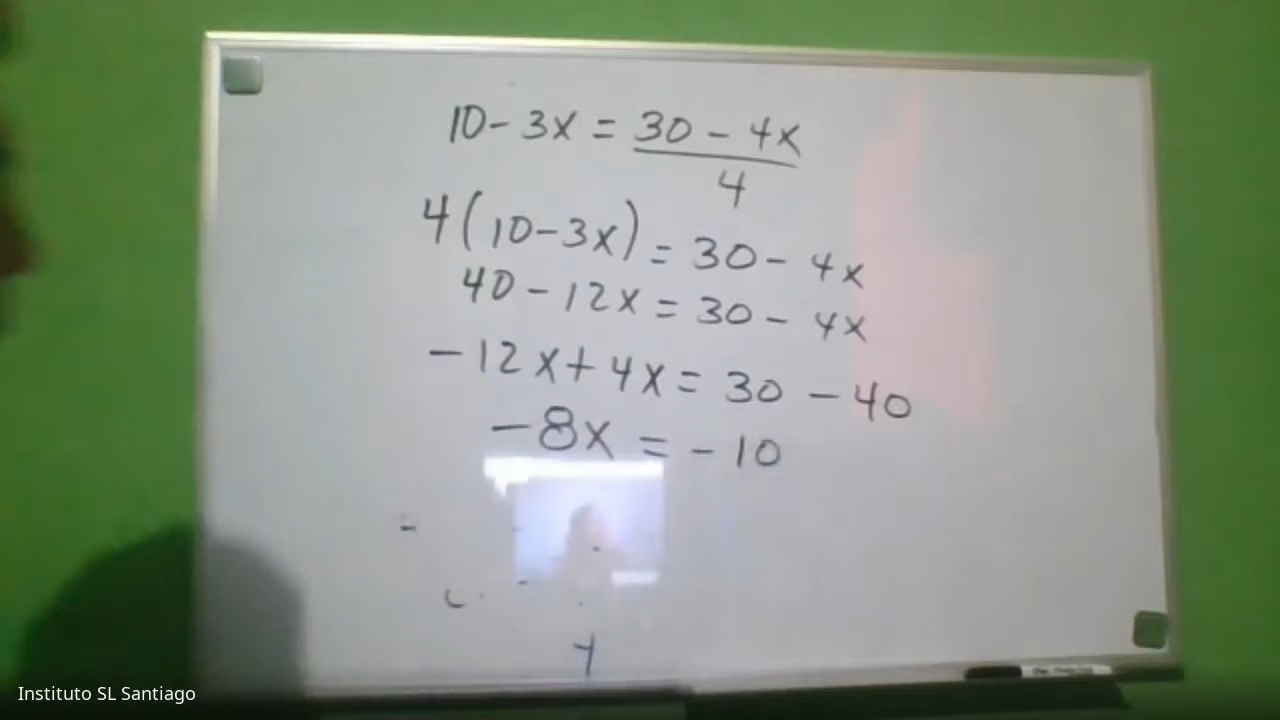 10 - 3x = 30 - 4x
4
4(10 - 3x) = 30 - 4x
40 - 12x = 30 - 4x
-12x + 4x = 30 - 40
-8x = -10
Instituto SL Santiago